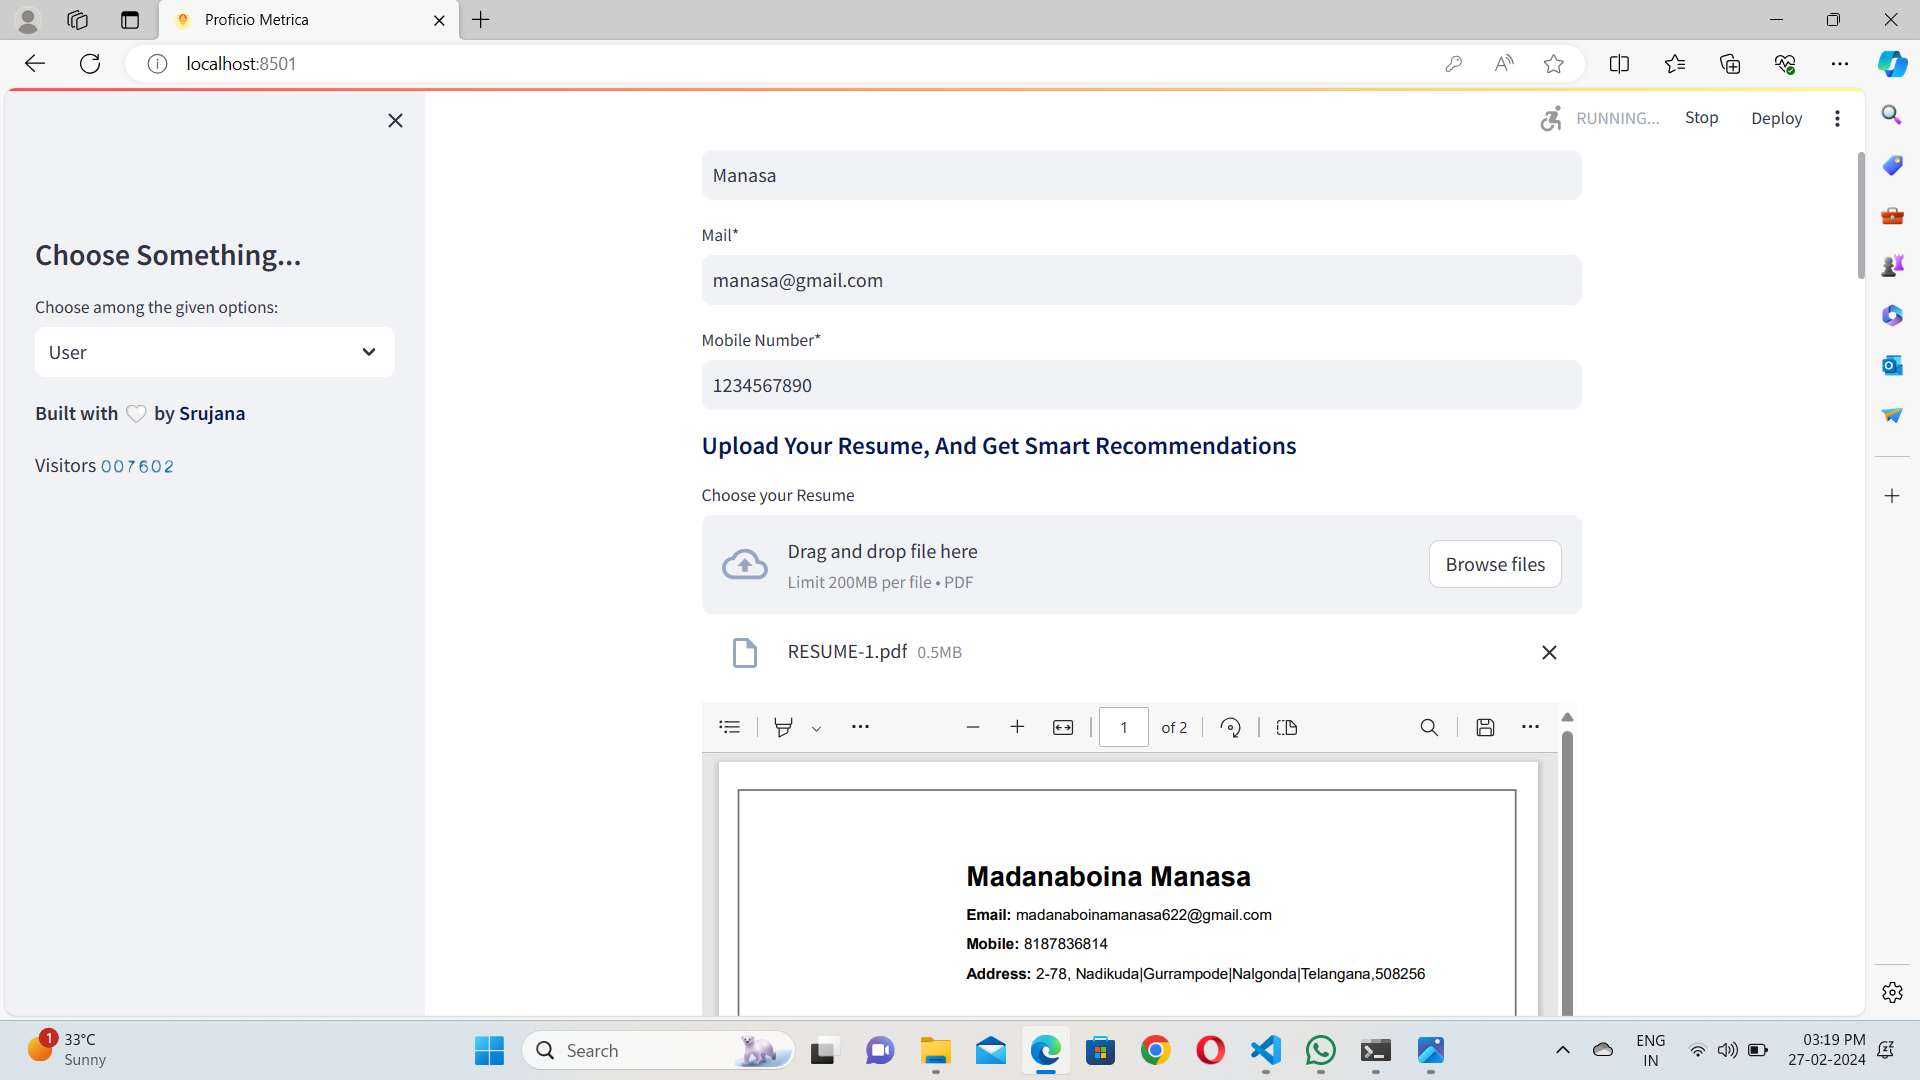 Proficio Metrica
localhost:8501
RUNNING...
Stop
Deploy
Choose Something...
Choose among the given options:
User
Built with 🤍 by Srujana
Visitors 007602
Manasa
Mail*
manasa@gmail.com
Mobile Number*
1234567890
Upload Your Resume, And Get Smart Recommendations
Choose your Resume
Drag and drop file here
Limit 200MB per file • PDF
Browse files
RESUME-1.pdf 0.5MB
1 of 2
Madanaboina Manasa
Email: madanaboinamanasa622@gmail.com
Mobile: 8187836814
Address: 2-78, Nadikuda|Gurrampode|Nalgonda|Telangana,508256
1
33°C
Sunny
Search
ENG
IN
03:19 PM
27-02-2024